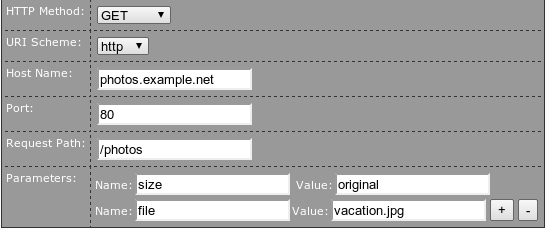 HTTP Method: GET
URI Scheme: http
Host Name: photos.example.net
Port: 80
Request Path: /photos
Parameters: Name: size Value: original
Name: file Value: vacation.jpg + -